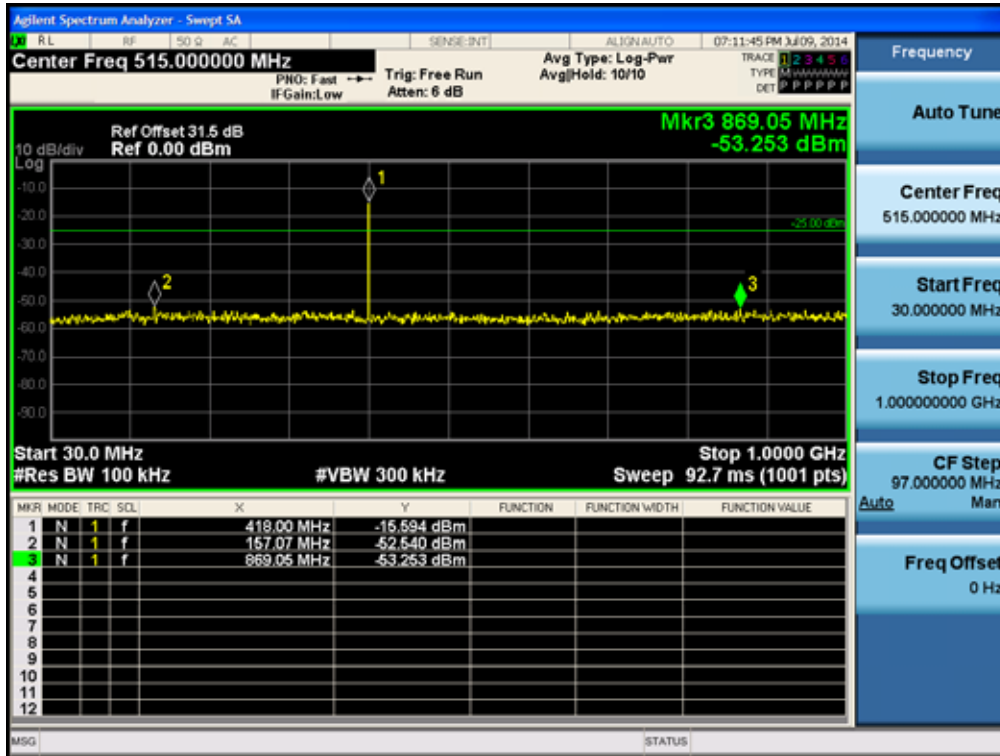 Agilent Spectrum Analyzer - Swept SA
RL RF 50 Ω AC SENSE:INT ALIGN AUTO 07:11:45 PM Jul 09, 2014
Center Freq 515.000000 MHz
PNO: Fast
IFGain:Low
Trig: Free Run
Atten: 6 dB
Avg Type: Log-Pwr
Avg|Hold: 10/10
TRACE 1 2 3 4 5 6
TYPE M
DET P P P P P P
Ref Offset 31.5 dB
10 dB/div Ref 0.00 dBm
Log
Mkr3 869.05 MHz
-53.253 dBm
-10.0
-20.0
-30.0
-40.0
-50.0
-60.0
-70.0
-80.0
-90.0
1
-25.00 dBm
2
3
Start 30.0 MHz Stop 1.0000 GHz
#Res BW 100 kHz #VBW 300 kHz Sweep 92.7 ms (1001 pts)
MKR MODE TRC SCL X Y FUNCTION FUNCTION WIDTH FUNCTION VALUE
1 N 1 f 418.00 MHz -15.594 dBm
2 N 1 f 157.07 MHz -52.540 dBm
3 N 1 f 869.05 MHz -53.253 dBm
4
5
6
7
8
9
10
11
12
MSG STATUS
Frequency
Auto Tune
Center Freq
515.000000 MHz
Start Freq
30.000000 MHz
Stop Freq
1.000000000 GHz
CF Step
97.000000 MHz
Auto Man
Freq Offset
0 Hz